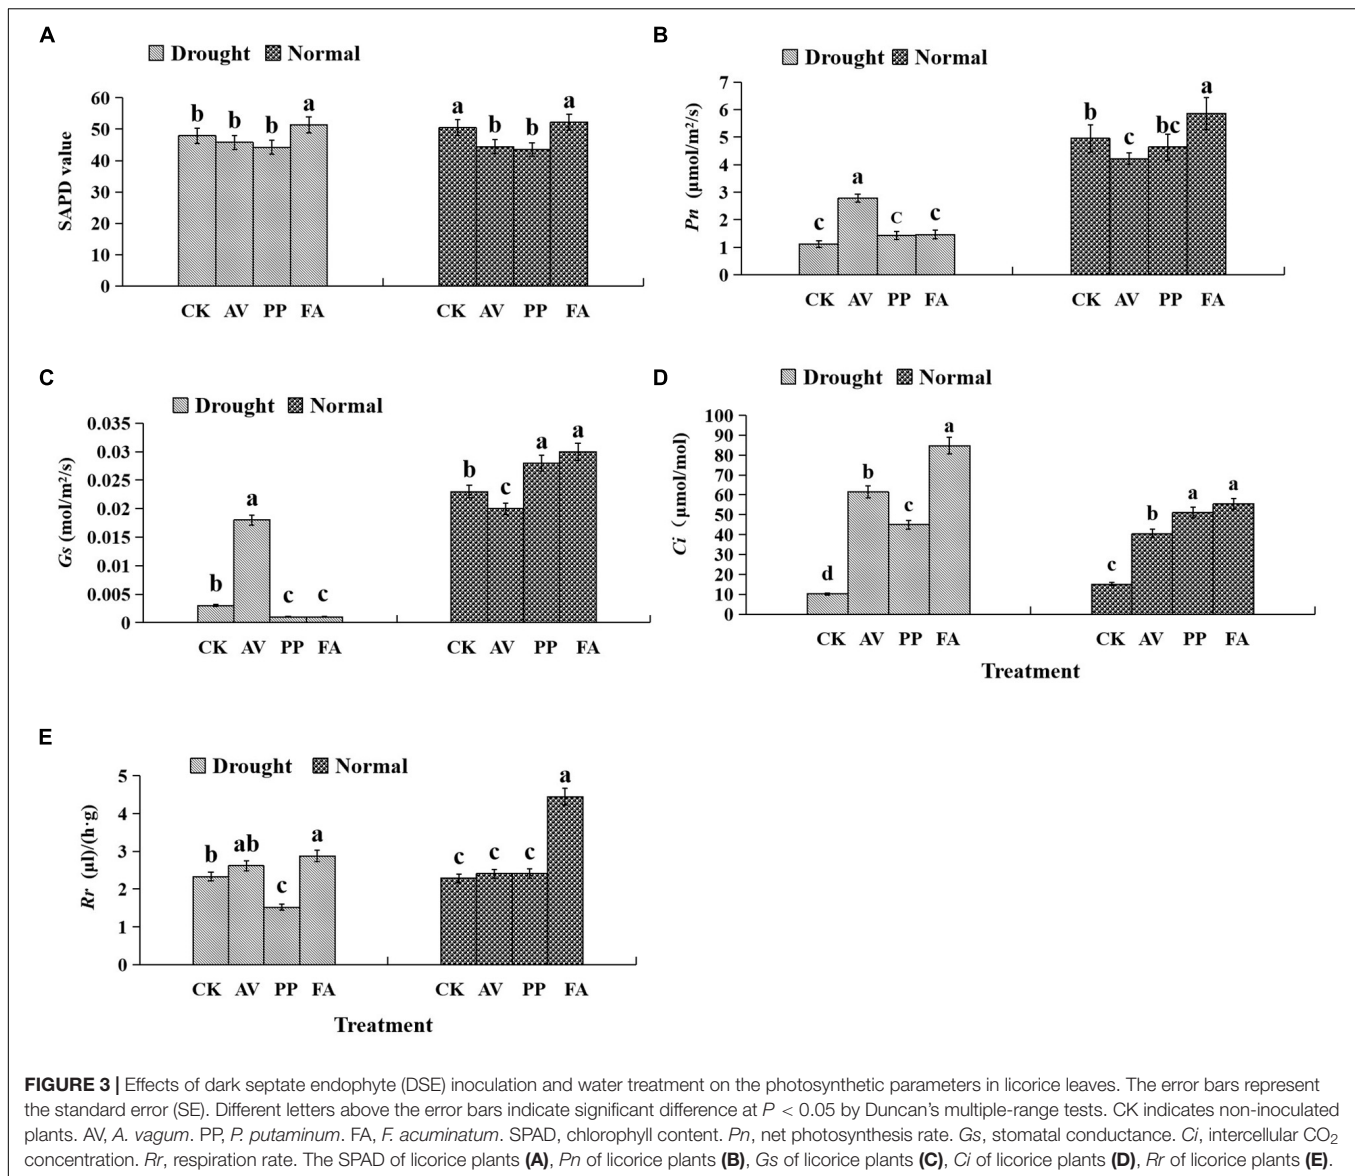 A
Drought Normal
SAPD value
60
50
40
30
20
10
0
b b b a a b b a
CK AV PP FA CK AV PP FA
B
Drought Normal
Pn (μmol/m²/s)
7
6
5
4
3
2
1
0
c a c c b c bc a
CK AV PP FA CK AV PP FA
C
Drought Normal
Gs (mol/m²/s)
0.035
0.03
0.025
0.02
0.015
0.01
0.005
0
b a c c b c a a
CK AV PP FA CK AV PP FA
D
Drought Normal
Ci (μmol/mol)
100
90
80
70
60
50
40
30
20
10
0
d b c a c b a a
CK AV PP FA CK AV PP FA
Treatment
E
Drought Normal
Rr (μl)/(h·g)
5
4
3
2
1
0
b ab c a c c c a
CK AV PP FA CK AV PP FA
Treatment
FIGURE 3 | Effects of dark septate endophyte (DSE) inoculation and water treatment on the photosynthetic parameters in licorice leaves. The error bars represent
the standard error (SE). Different letters above the error bars indicate significant difference at P < 0.05 by Duncan's multiple-range tests. CK indicates non-inoculated
plants. AV, A. vagum. PP, P. putaminum. FA, F. acuminatum. SPAD, chlorophyll content. Pn, net photosynthesis rate. Gs, stomatal conductance. Ci, intercellular CO₂
concentration. Rr, respiration rate. The SPAD of licorice plants (A), Pn of licorice plants (B), Gs of licorice plants (C), Ci of licorice plants (D), Rr of licorice plants (E).